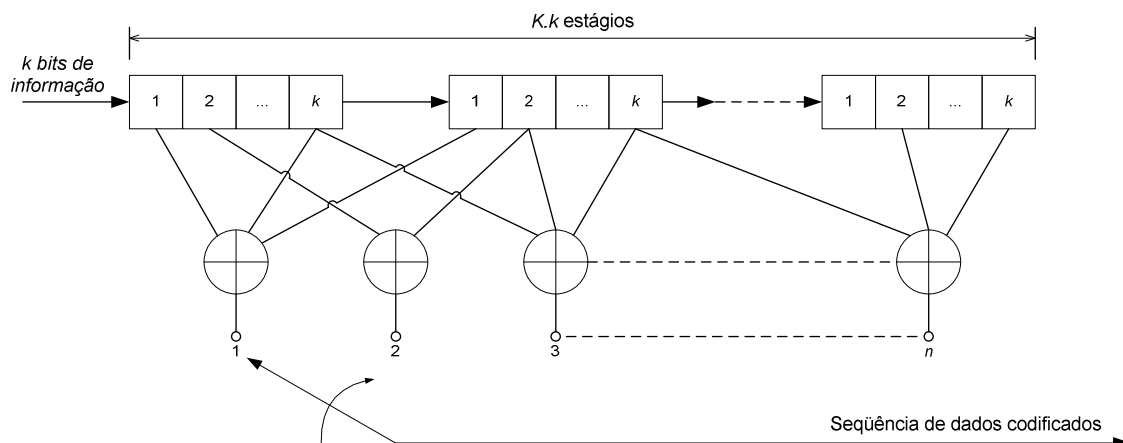 K.k estágios
k bits de
informação
1 2 ... k 1 2 ... k 1 2 ... k
1 2 3 n
Seqüência de dados codificados